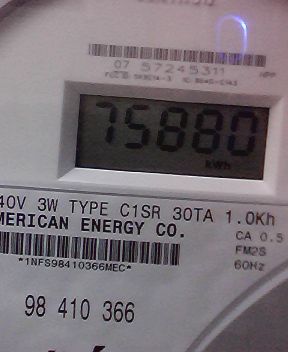 07 57245311
75880
kWh
40V 3W TYPE C1SR 30TA 1.0Kh
MERICAN ENERGY CO.
CA 0.5
FM2S
*1NFS98410366MEC*
60Hz
98 410 366